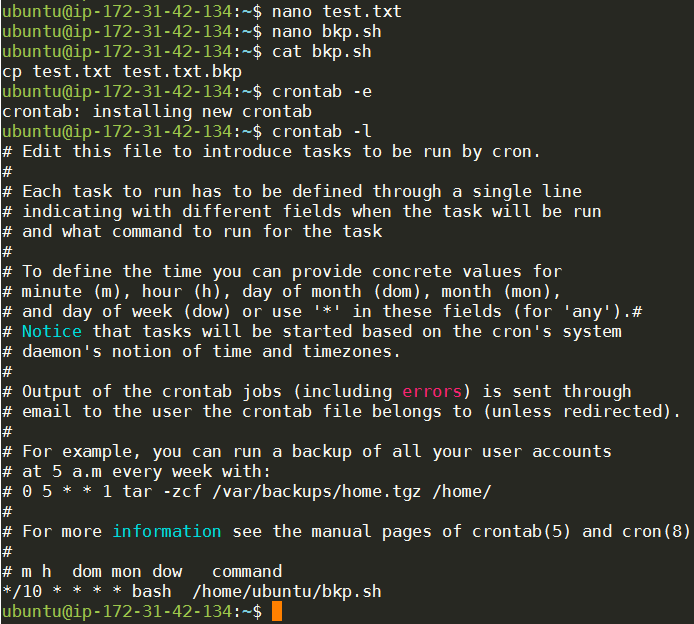 ubuntu@ip-172-31-42-134:~$ nano test.txt
ubuntu@ip-172-31-42-134:~$ nano bkp.sh
ubuntu@ip-172-31-42-134:~$ cat bkp.sh
cp test.txt test.txt.bkp
ubuntu@ip-172-31-42-134:~$ crontab -e
crontab: installing new crontab
ubuntu@ip-172-31-42-134:~$ crontab -l
# Edit this file to introduce tasks to be run by cron.
#
# Each task to run has to be defined through a single line
# indicating with different fields when the task will be run
# and what command to run for the task
#
# To define the time you can provide concrete values for
# minute (m), hour (h), day of month (dom), month (mon),
# and day of week (dow) or use '*' in these fields (for 'any').#
# Notice that tasks will be started based on the cron's system
# daemon's notion of time and timezones.
#
# Output of the crontab jobs (including errors) is sent through
# email to the user the crontab file belongs to (unless redirected).
#
# For example, you can run a backup of all your user accounts
# at 5 a.m every week with:
# 0 5 * * 1 tar -zcf /var/backups/home.tgz /home/
#
# For more information see the manual pages of crontab(5) and cron(8)
#
# m h  dom mon dow   command
*/10 * * * * bash  /home/ubuntu/bkp.sh
ubuntu@ip-172-31-42-134:~$